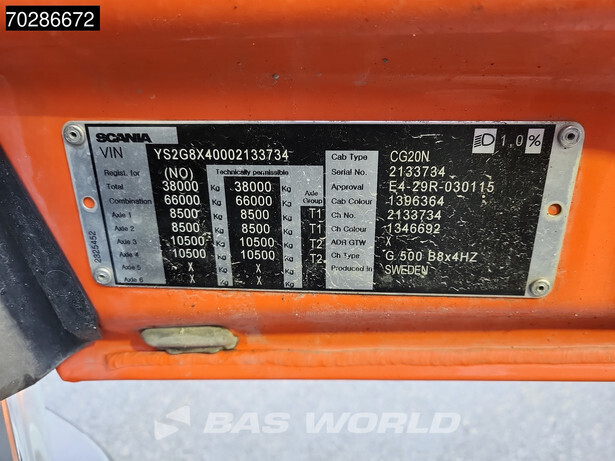 70286672
SCANIA
VIN YS2G8X40002133734
1.0%
Regist. for (NO) Technically permissible
Total 38000 Kg 38000 Kg Axle Group
Combination 66000 Kg 66000 Kg
Axle 1 8500 Kg 8500 Kg T1
Axle 2 8500 Kg 8500 Kg T1
Axle 3 10500 Kg 10500 Kg T2
Axle 4 10500 Kg 10500 Kg T2
Axle 5 X Kg X Kg
Axle 6 X Kg X Kg
Cab Type CG20N
Serial No. 2133734
Approval E4-Z9R-030115
Cab Colour 1396364
Ch No. 2133734
Ch Colour 1346692
ADR GTW X
Ch Type G 500 B8x4HZ
Produced in SWEDEN
2325452
BAS WORLD